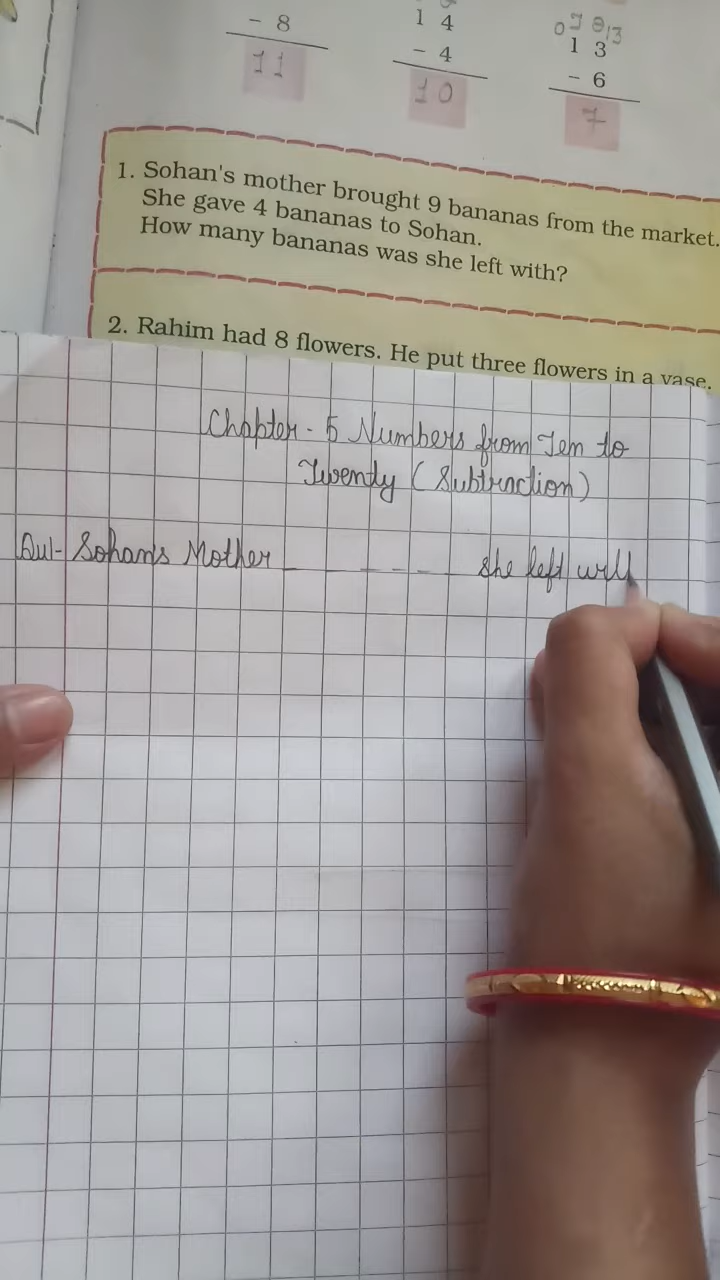 - 8
11
1 4
- 4
10
1 3
- 6
7
1. Sohan's mother brought 9 bananas from the market.
She gave 4 bananas to Sohan.
How many bananas was she left with?
2. Rahim had 8 flowers. He put three flowers in a vase.
Chapter - 5 Numbers from Ten to
Twenty (Subtraction)
Qu1- Sohan's Mother _ _ _ _ _ she left